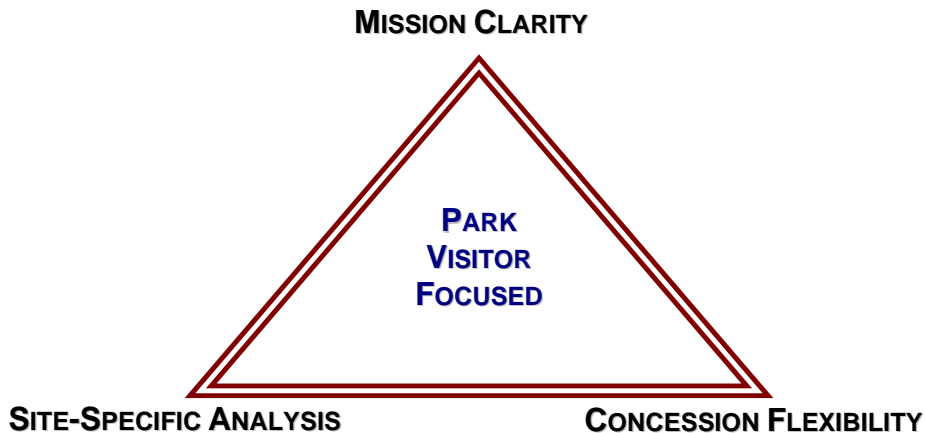 MISSION CLARITY
PARK
VISITOR
FOCUSED
SITE-SPECIFIC ANALYSIS
CONCESSION FLEXIBILITY